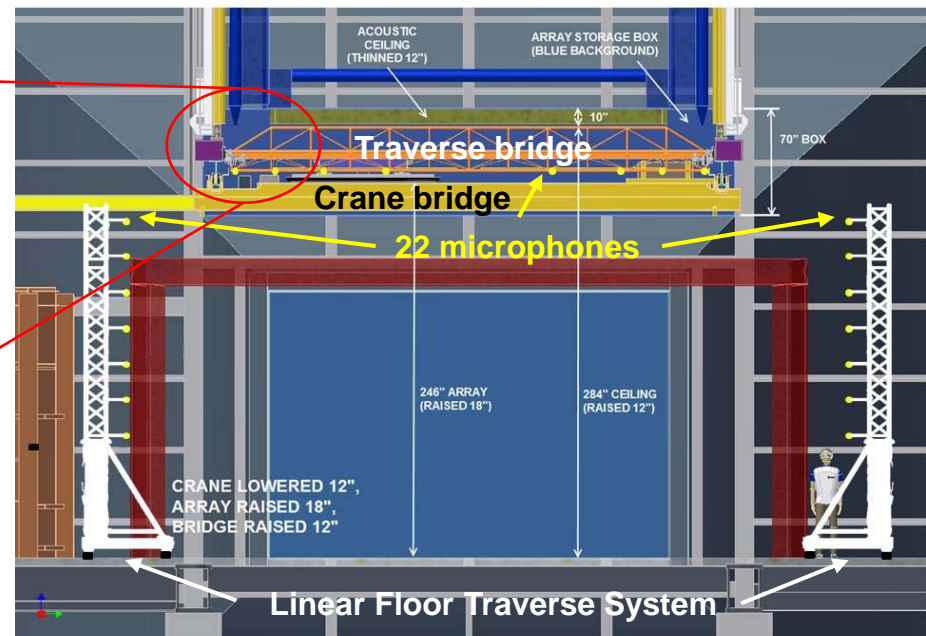 ACOUSTIC
CEILING
(THINNED 12")
ARRAY STORAGE BOX
(BLUE BACKGROUND)
10"
70" BOX
Traverse bridge
Crane bridge
22 microphones
246" ARRAY
(RAISED 18")
284" CEILING
(RAISED 12")
CRANE LOWERED 12",
ARRAY RAISED 18",
BRIDGE RAISED 12"
Linear Floor Traverse System